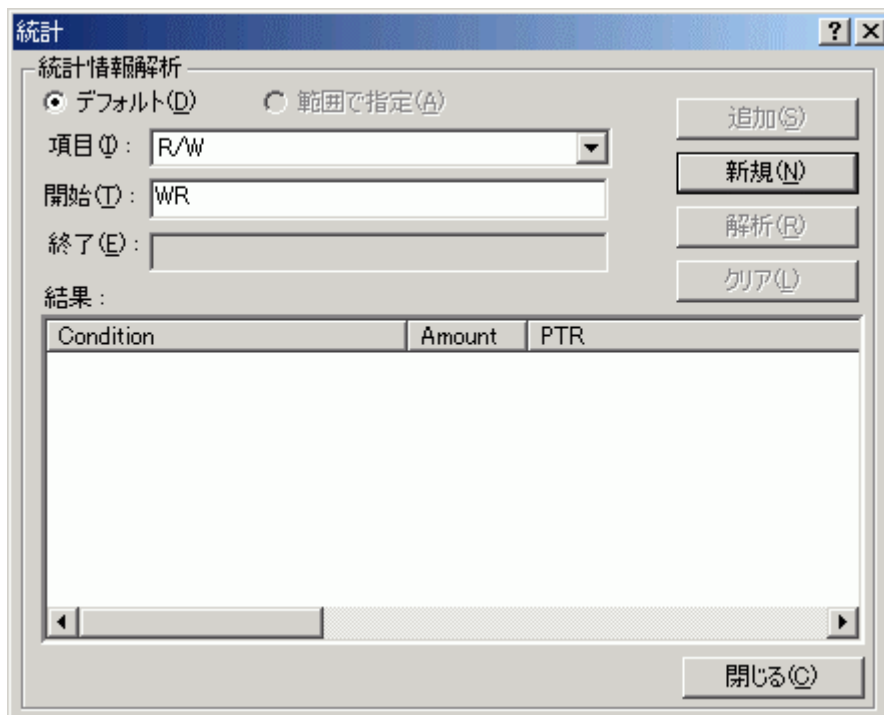 統計
統計情報解析
デフォルト(D) 範囲で指定(A)
追加(S)
項目(I): R/W
新規(N)
開始(T): WR
解析(R)
終了(E):
クリア(L)
結果:
Condition Amount PTR
閉じる(C)